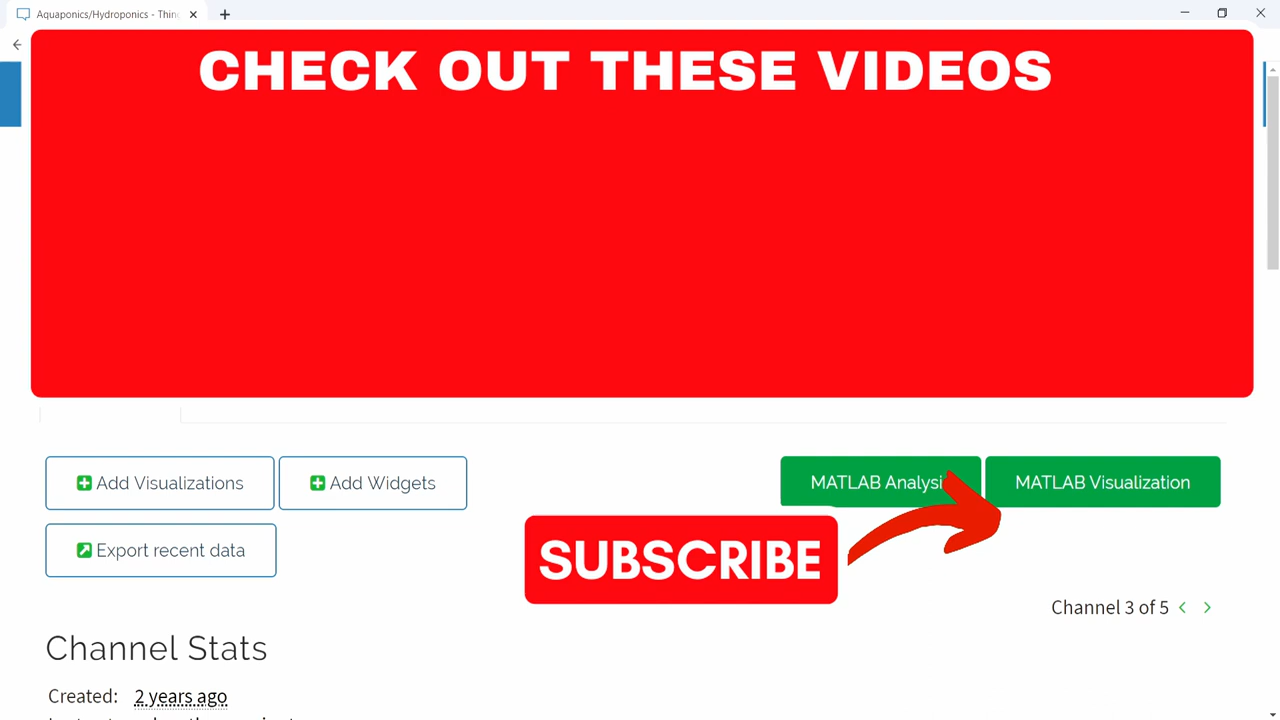 Aquaponics/Hydroponics - Thin
CHECK OUT THESE VIDEOS
Add Visualizations
Add Widgets
MATLAB Analysis
MATLAB Visualization
Export recent data
SUBSCRIBE
Channel 3 of 5
Channel Stats
Created: 2 years ago